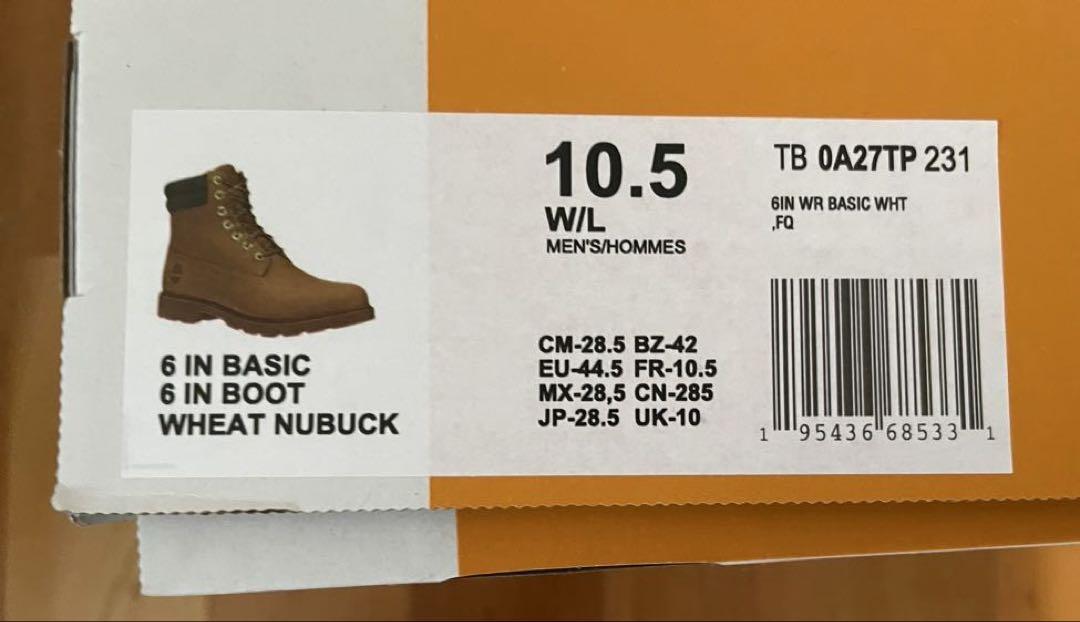 6 IN BASIC
6 IN BOOT
WHEAT NUBUCK
10.5
W/L
MEN'S/HOMMES
CM-28.5 BZ-42
EU-44.5 FR-10.5
MX-28,5 CN-285
JP-28.5 UK-10
TB 0A27TP 231
6IN WR BASIC WHT
,FQ
1 95436 68533 1